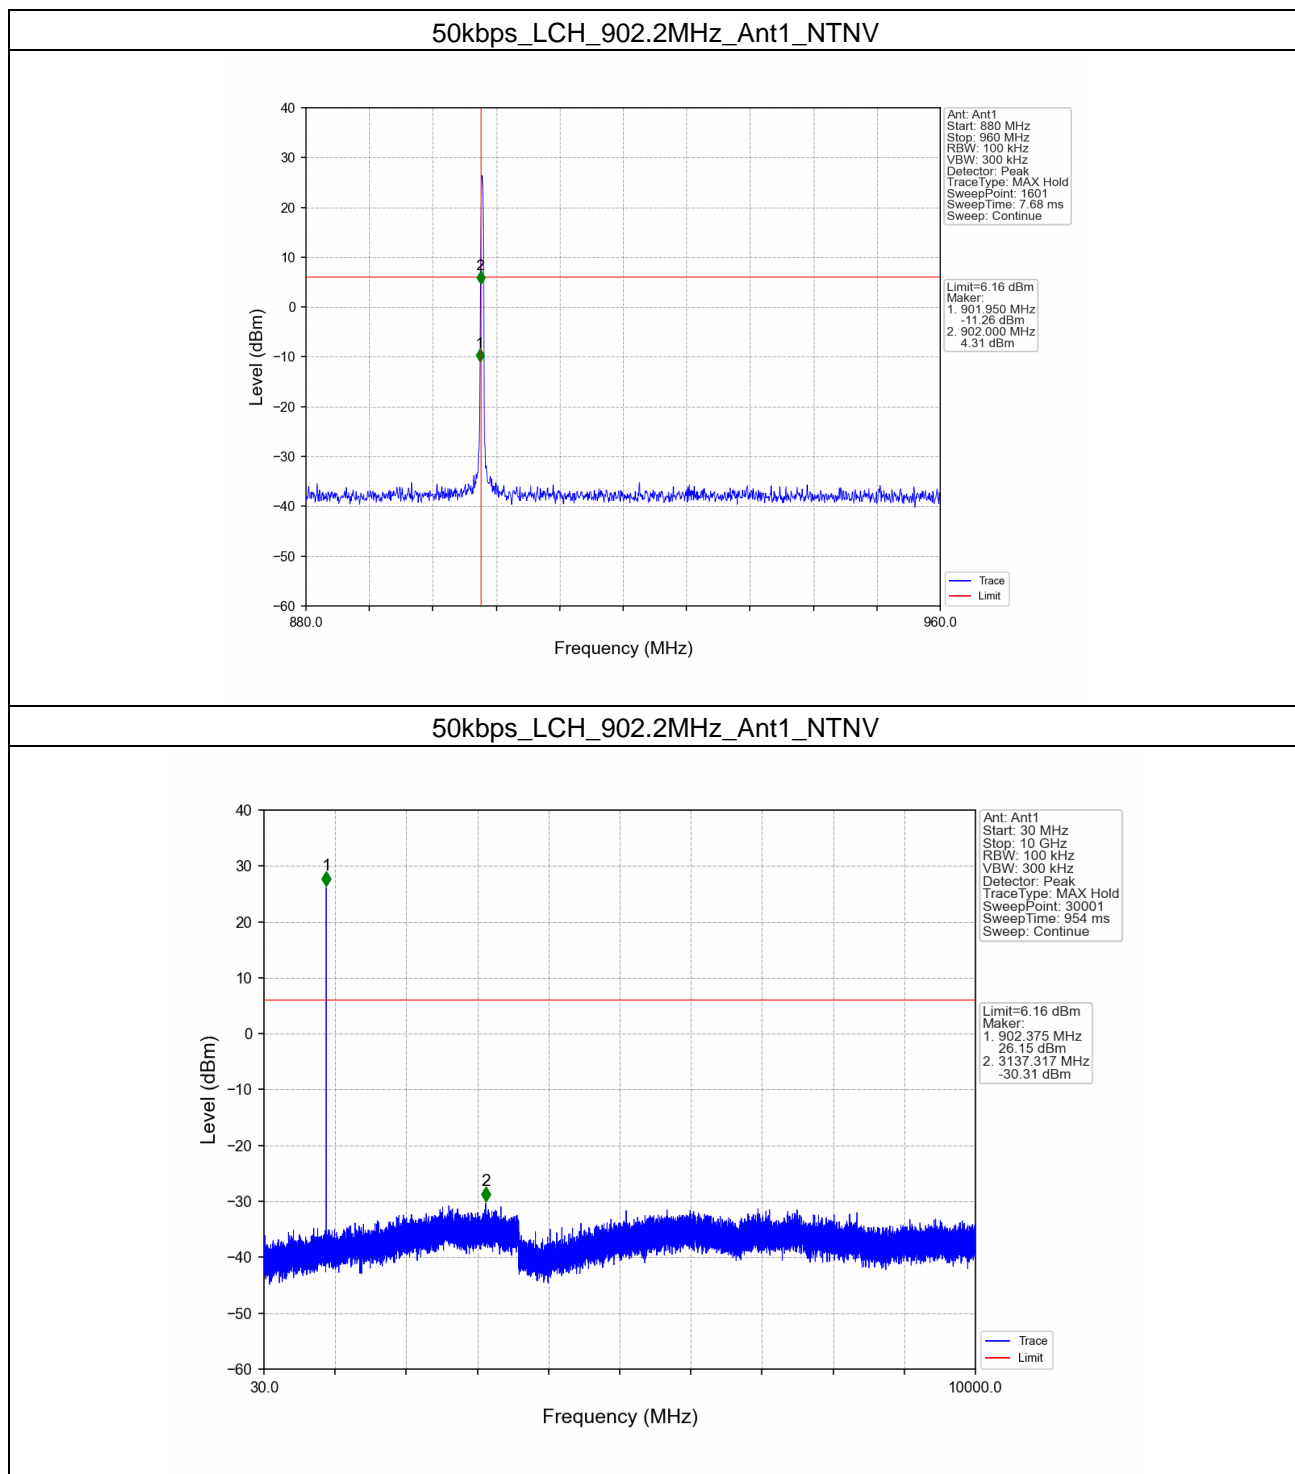 50kbps_LCH_902.2MHz_Ant1_NTNV
40
30
20
10
0
−10
−20
−30
−40
−50
−60
Level (dBm)
2
1
880.0
960.0
Frequency (MHz)
Ant: Ant1
Start: 880 MHz
Stop: 960 MHz
RBW: 100 kHz
VBW: 300 kHz
Detector: Peak
TraceType: MAX Hold
SweepPoint: 1601
SweepTime: 7.68 ms
Sweep: Continue
Limit=6.16 dBm
Maker:
1. 901.950 MHz
-11.26 dBm
2. 902.000 MHz
4.31 dBm
Trace
Limit
50kbps_LCH_902.2MHz_Ant1_NTNV
40
30
20
10
0
−10
−20
−30
−40
−50
−60
Level (dBm)
1
2
30.0
10000.0
Frequency (MHz)
Ant: Ant1
Start: 30 MHz
Stop: 10 GHz
RBW: 100 kHz
VBW: 300 kHz
Detector: Peak
TraceType: MAX Hold
SweepPoint: 30001
SweepTime: 954 ms
Sweep: Continue
Limit=6.16 dBm
Maker:
1. 902.375 MHz
26.15 dBm
2. 3137.317 MHz
-30.31 dBm
Trace
Limit